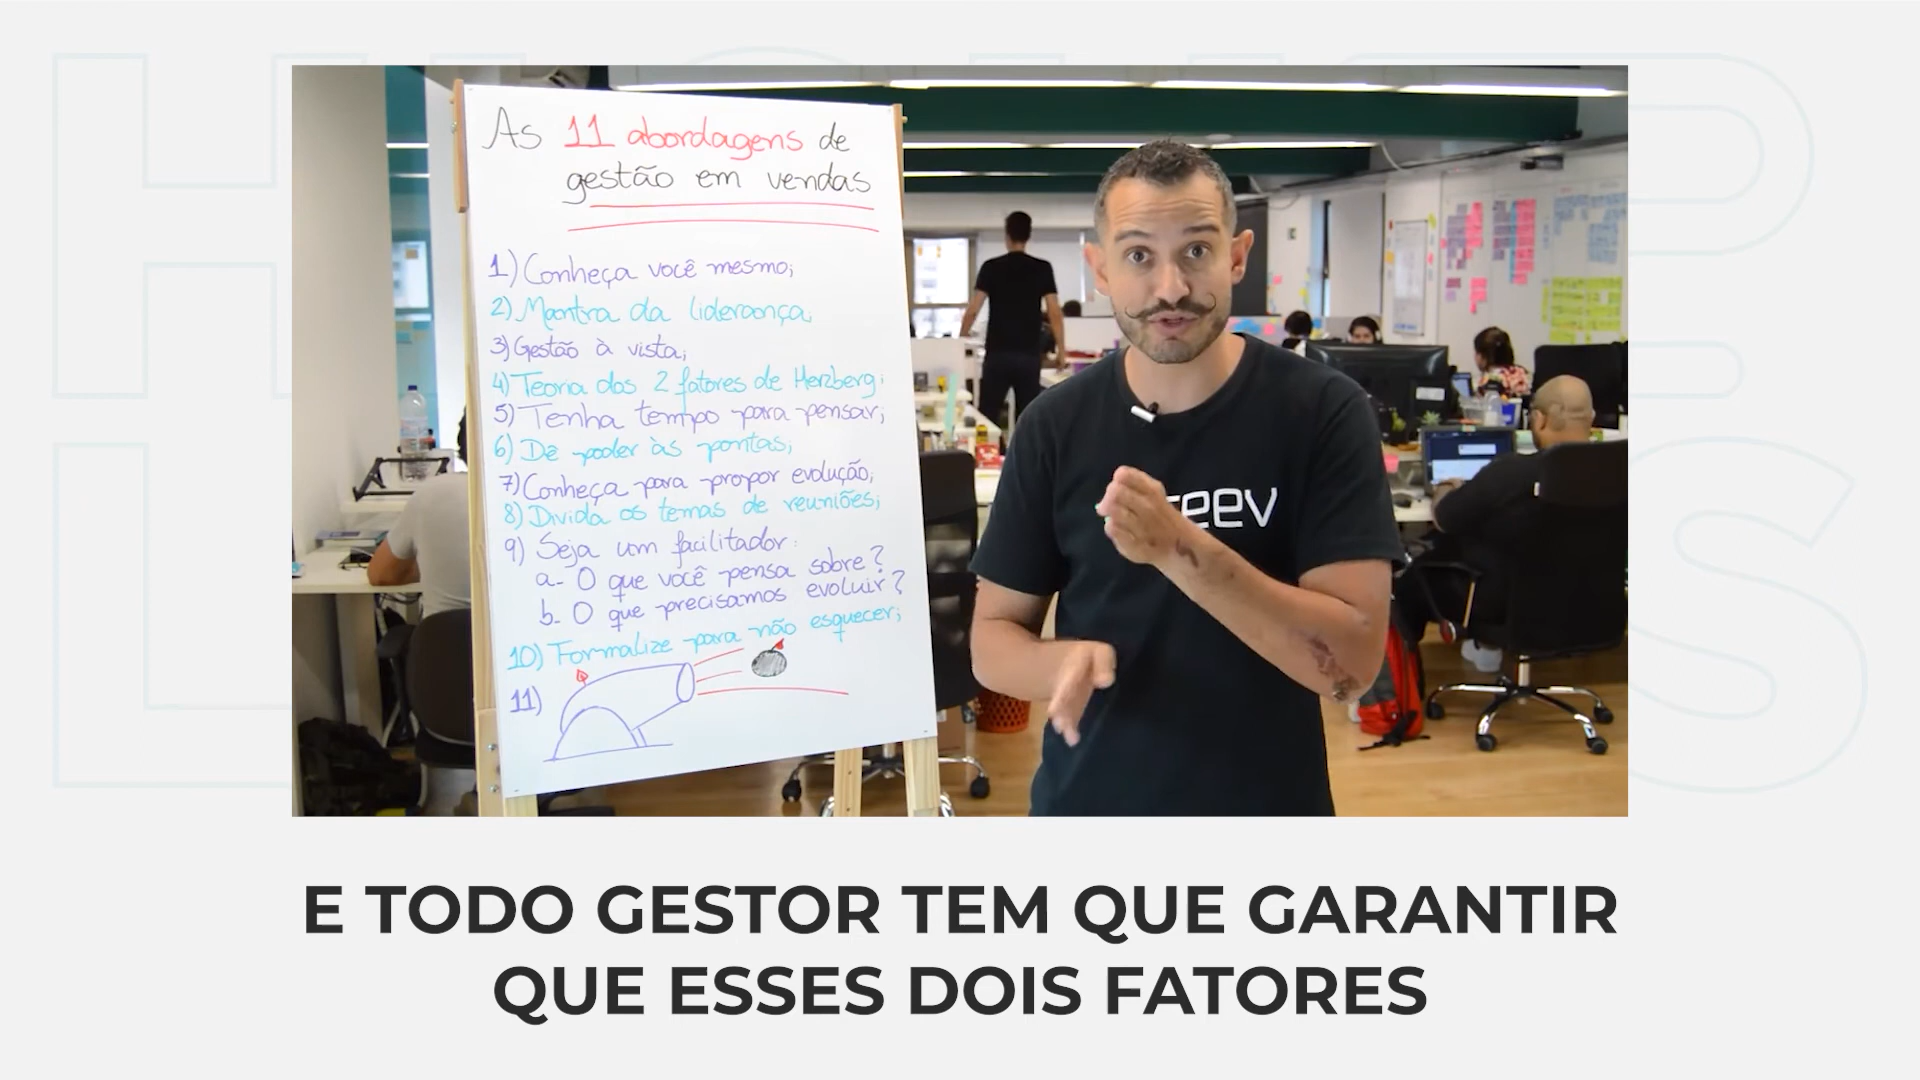 As 11 abordagens de
gestão em vendas
1) Conheça você mesmo;
2) Mantra da liderança;
3) Gestão à vista;
4) Teoria dos 2 fatores de Herzberg;
5) Tenha tempo para pensar;
6) Dê poder às pontas;
7) Conheça para propor evolução;
8) Divida os temas de reuniões;
9) Seja um facilitador:
a- O que você pensa sobre?
b- O que precisamos evoluir?
10) Formalize para não esquecer;
11)
reev
E TODO GESTOR TEM QUE GARANTIR
QUE ESSES DOIS FATORES